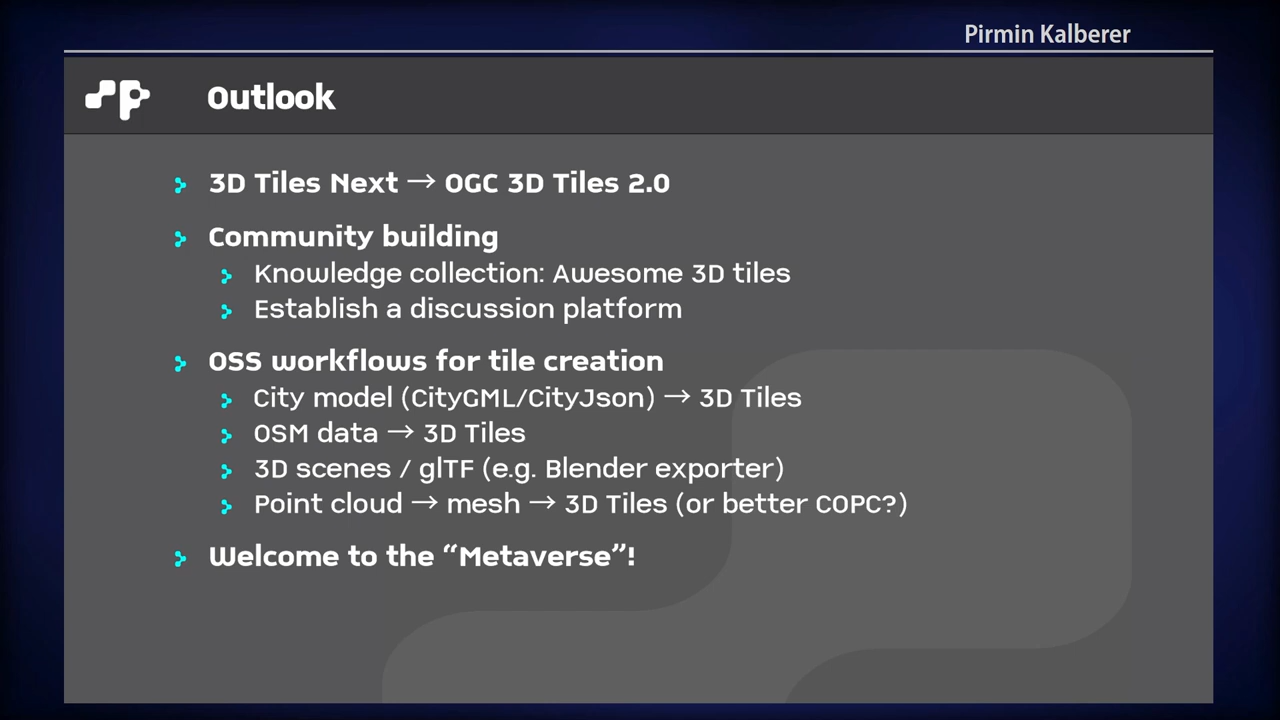 Pirmin Kalberer
Outlook
3D Tiles Next → OGC 3D Tiles 2.0
Community building
Knowledge collection: Awesome 3D tiles
Establish a discussion platform
OSS workflows for tile creation
City model (CityGML/CityJson) → 3D Tiles
OSM data → 3D Tiles
3D scenes / glTF (e.g. Blender exporter)
Point cloud → mesh → 3D Tiles (or better COPC?)
Welcome to the “Metaverse”!